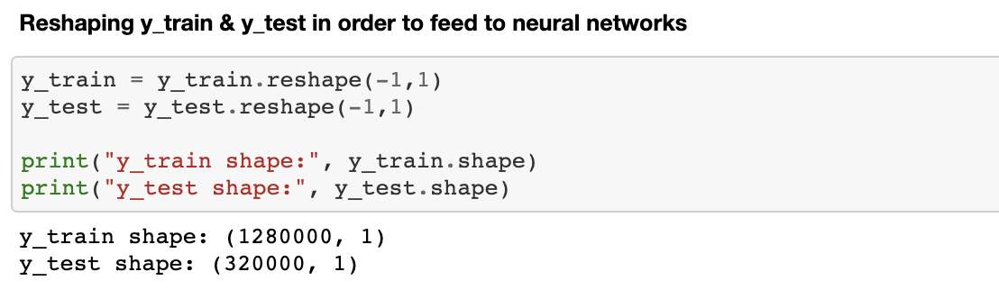 Reshaping y_train & y_test in order to feed to neural networks
y_train = y_train.reshape(-1,1)
y_test = y_test.reshape(-1,1)
print("y_train shape:", y_train.shape)
print("y_test shape:", y_test.shape)
y_train shape: (1280000, 1)
y_test shape: (320000, 1)